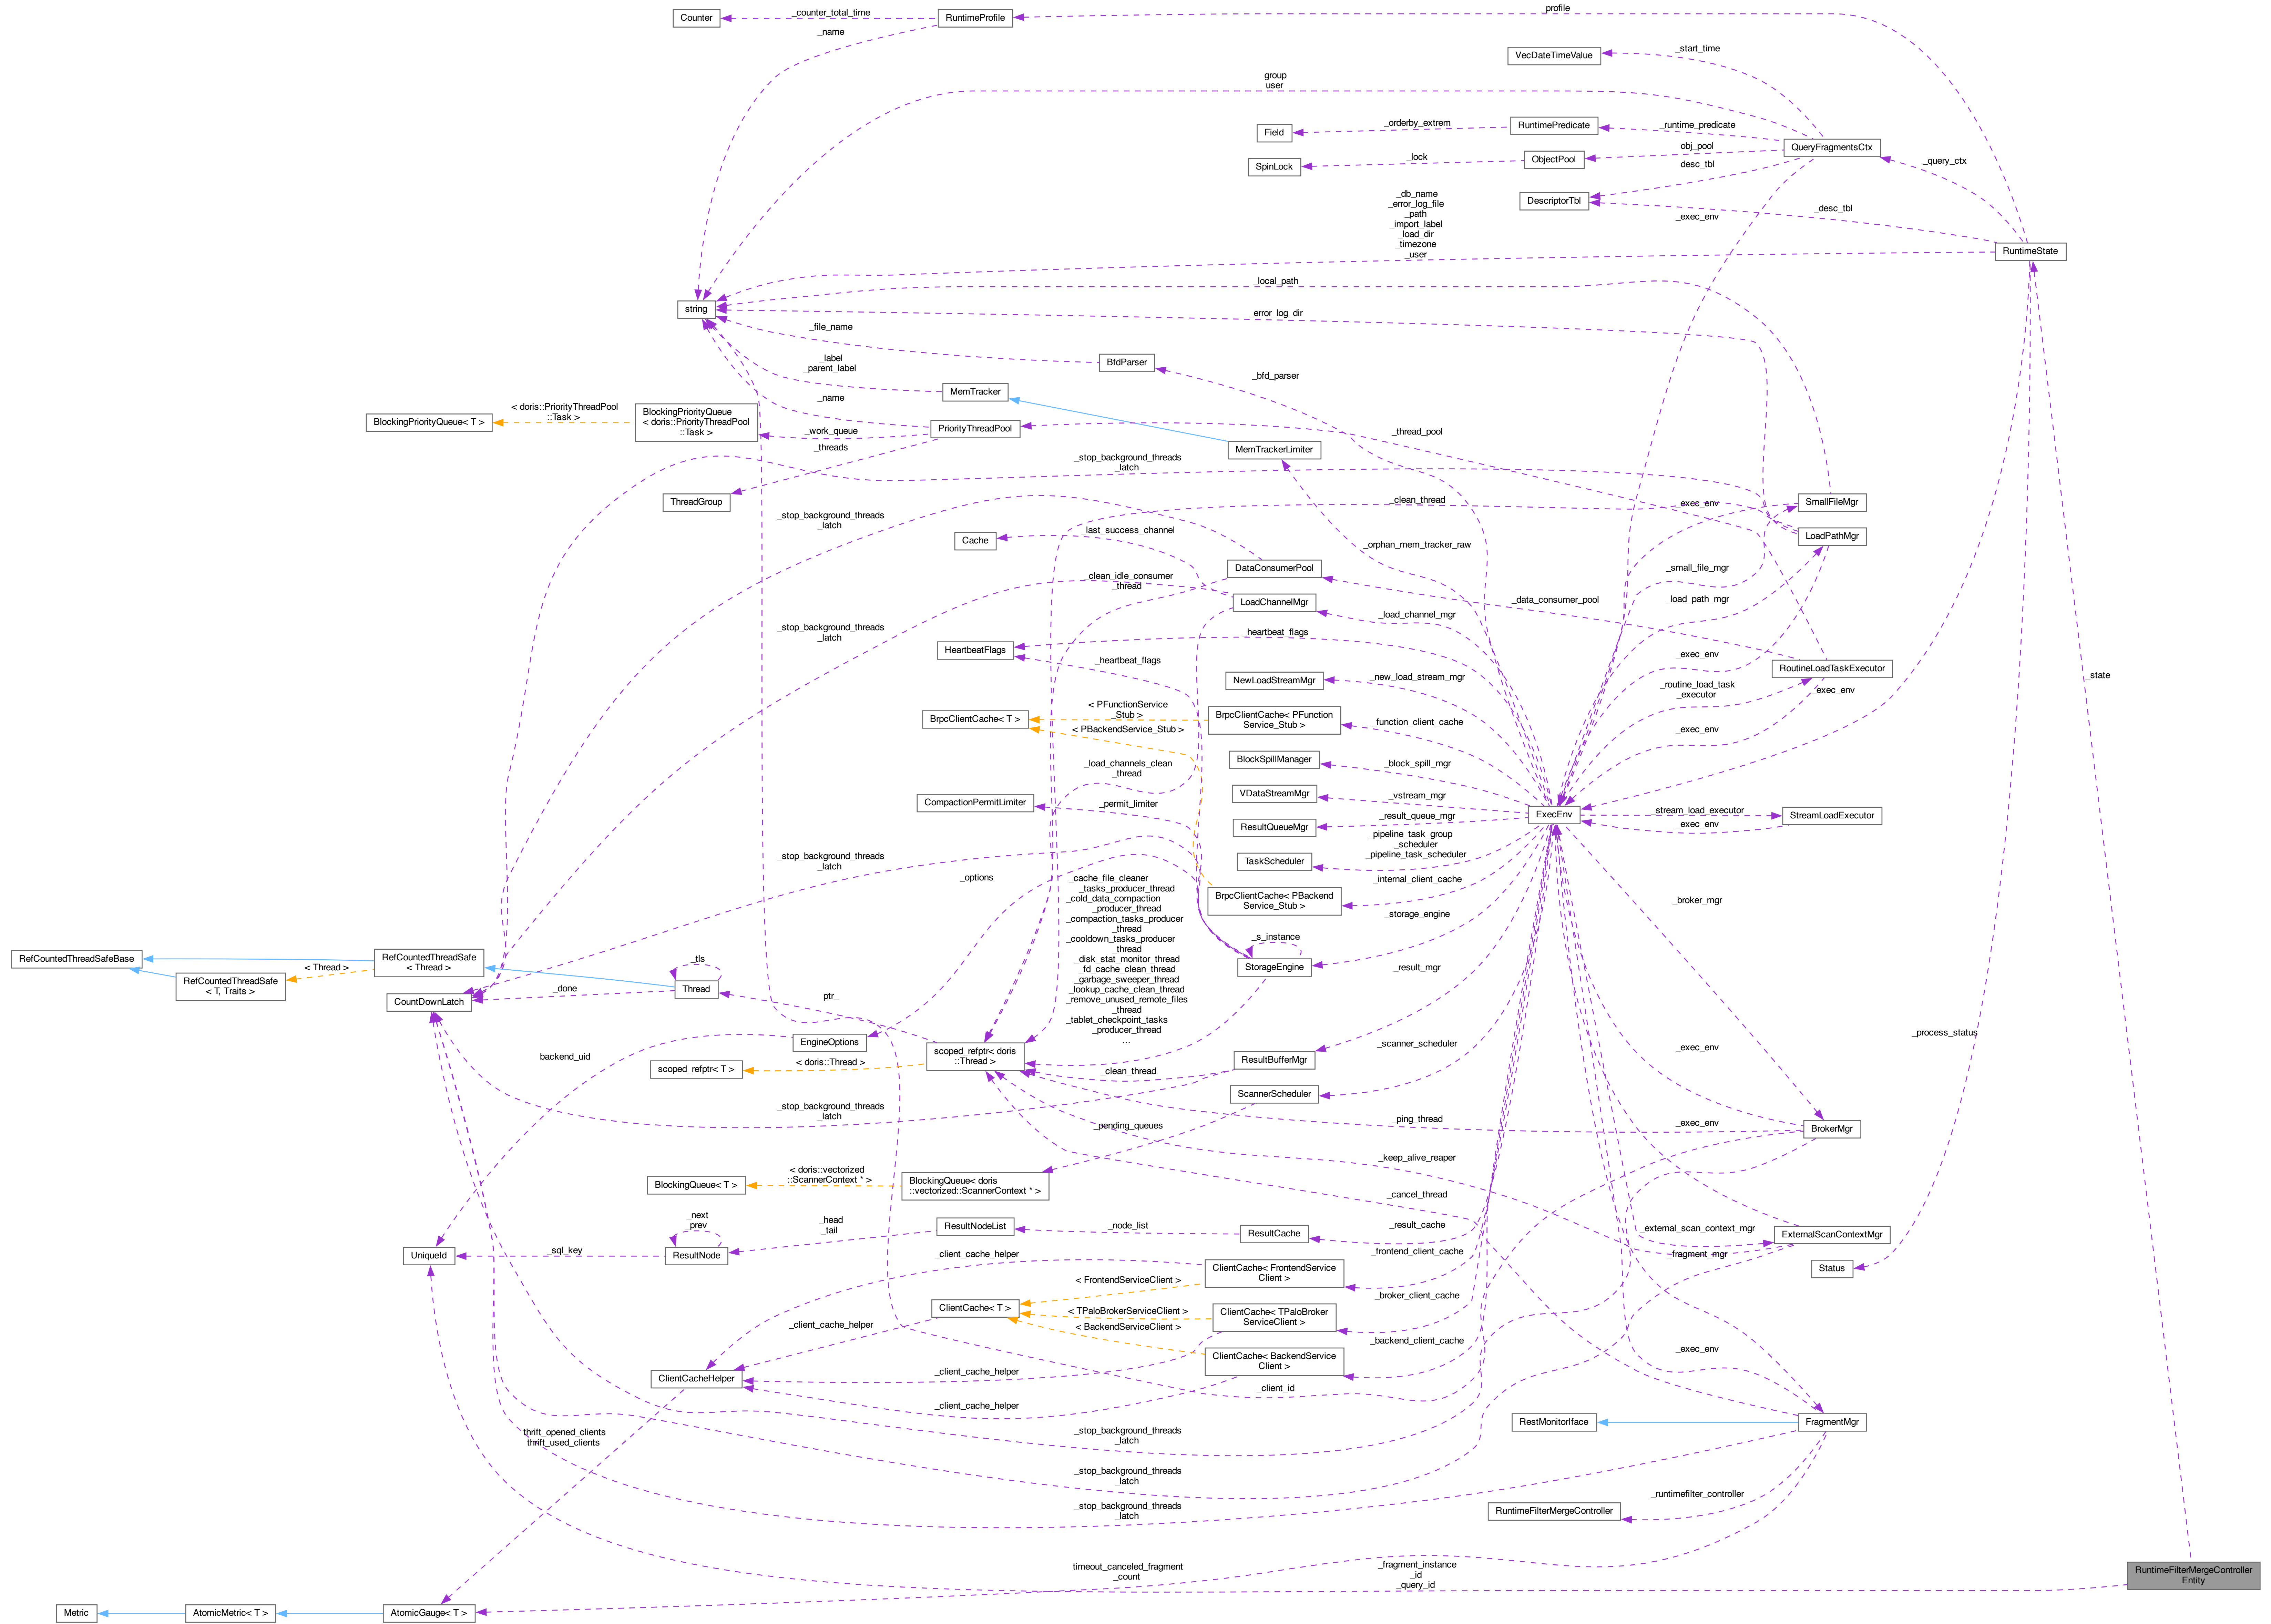 Counter
_counter_total_time
RuntimeProfile
_profile
_name
_start_time
VecDateTimeValue
group
user
Field
_orderby_extrem
RuntimePredicate
_runtime_predicate
QueryFragmentsCtx
SpinLock
_lock
ObjectPool
obj_pool
desc_tbl
_query_ctx
DescriptorTbl
_desc_tbl
_db_name
_error_log_file
_path
_import_label
_load_dir
_timezone
_user
_exec_env
RuntimeState
_local_path
string
_error_log_dir
_file_name
BfdParser
_label
_parent_label
_bfd_parser
MemTracker
_name
< doris::PriorityThreadPool
::Task >
BlockingPriorityQueue< T >
BlockingPriorityQueue
< doris::PriorityThreadPool
::Task >
_work_queue
PriorityThreadPool
_thread_pool
_threads
MemTrackerLimiter
_stop_background_threads
_latch
ThreadGroup
_clean_thread
_exec_env
SmallFileMgr
_stop_background_threads
_latch
_last_success_channel
Cache
_orphan_mem_tracker_raw
LoadPathMgr
DataConsumerPool
_small_file_mgr
_clean_idle_consumer
_thread
LoadChannelMgr
_data_consumer_pool
_load_path_mgr
_load_channel_mgr
_stop_background_threads
_latch
_heartbeat_flags
HeartbeatFlags
_heartbeat_flags
_exec_env
RoutineLoadTaskExecutor
NewLoadStreamMgr
_new_load_stream_mgr
_routine_load_task
_executor
_exec_env
_state
< PFunctionService
_Stub >
BrpcClientCache< T >
BrpcClientCache< PFunction
Service_Stub >
_function_client_cache
< PBackendService_Stub >
_exec_env
BlockSpillManager
_block_spill_mgr
_load_channels_clean
_thread
VDataStreamMgr
_vstream_mgr
CompactionPermitLimiter
_permit_limiter
ExecEnv
_stream_load_executor
StreamLoadExecutor
_exec_env
ResultQueueMgr
_result_queue_mgr
_pipeline_task_group
_scheduler
_pipeline_task_scheduler
TaskScheduler
_stop_background_threads
_latch
_options
_cache_file_cleaner
_tasks_producer_thread
_cold_data_compaction
_producer_thread
_compaction_tasks_producer
_thread
_cooldown_tasks_producer
_thread
_disk_stat_monitor_thread
_fd_cache_clean_thread
_garbage_sweeper_thread
_lookup_cache_clean_thread
_remove_unused_remote_files
_thread
_tablet_checkpoint_tasks
_producer_thread
...
_internal_client_cache
BrpcClientCache< PBackend
Service_Stub >
_storage_engine
_broker_mgr
_s_instance
StorageEngine
RefCountedThreadSafeBase
RefCountedThreadSafe
< Thread >
< Thread >
RefCountedThreadSafe
< T, Traits >
_tls
Thread
_done
CountDownLatch
ptr_
_result_mgr
_process_status
EngineOptions
backend_uid
scoped_refptr< T >
< doris::Thread >
scoped_refptr< doris
::Thread >
ResultBufferMgr
_clean_thread
_scanner_scheduler
_exec_env
ScannerScheduler
_stop_background_threads
_latch
_ping_thread
_exec_env
BrokerMgr
_pending_queues
_keep_alive_reaper
BlockingQueue< T >
< doris::vectorized
::ScannerContext * >
BlockingQueue< doris
::vectorized::ScannerContext * >
_cancel_thread
_next
_prev
_head
_tail
ResultNodeList
_node_list
ResultCache
_result_cache
_external_scan_context_mgr
ExternalScanContextMgr
UniqueId
_sql_key
ResultNode
_client_cache_helper
_frontend_client_cache
_fragment_mgr
Status
ClientCache< FrontendService
Client >
< FrontendServiceClient >
ClientCache< T >
< TPaloBrokerServiceClient >
ClientCache< TPaloBroker
ServiceClient >
_broker_client_cache
_client_cache_helper
< BackendServiceClient >
_backend_client_cache
ClientCache< BackendService
Client >
_exec_env
ClientCacheHelper
_client_cache_helper
_client_id
_client_cache_helper
thrift_opened_clients
thrift_used_clients
_stop_background_threads
_latch
RestMonitorIface
FragmentMgr
_stop_background_threads
_latch
_stop_background_threads
_latch
_runtimefilter_controller
RuntimeFilterMergeController
timeout_canceled_fragment
_count
_fragment_instance
_id
_query_id
RuntimeFilterMergeController
Entity
Metric
AtomicMetric< T >
AtomicGauge< T >